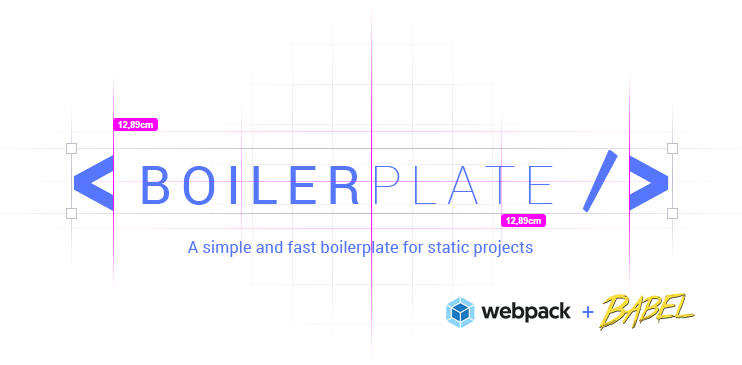 12,89cm
< BOILERPLATE />
12,89cm
A simple and fast boilerplate for static projects
webpack + BABEL